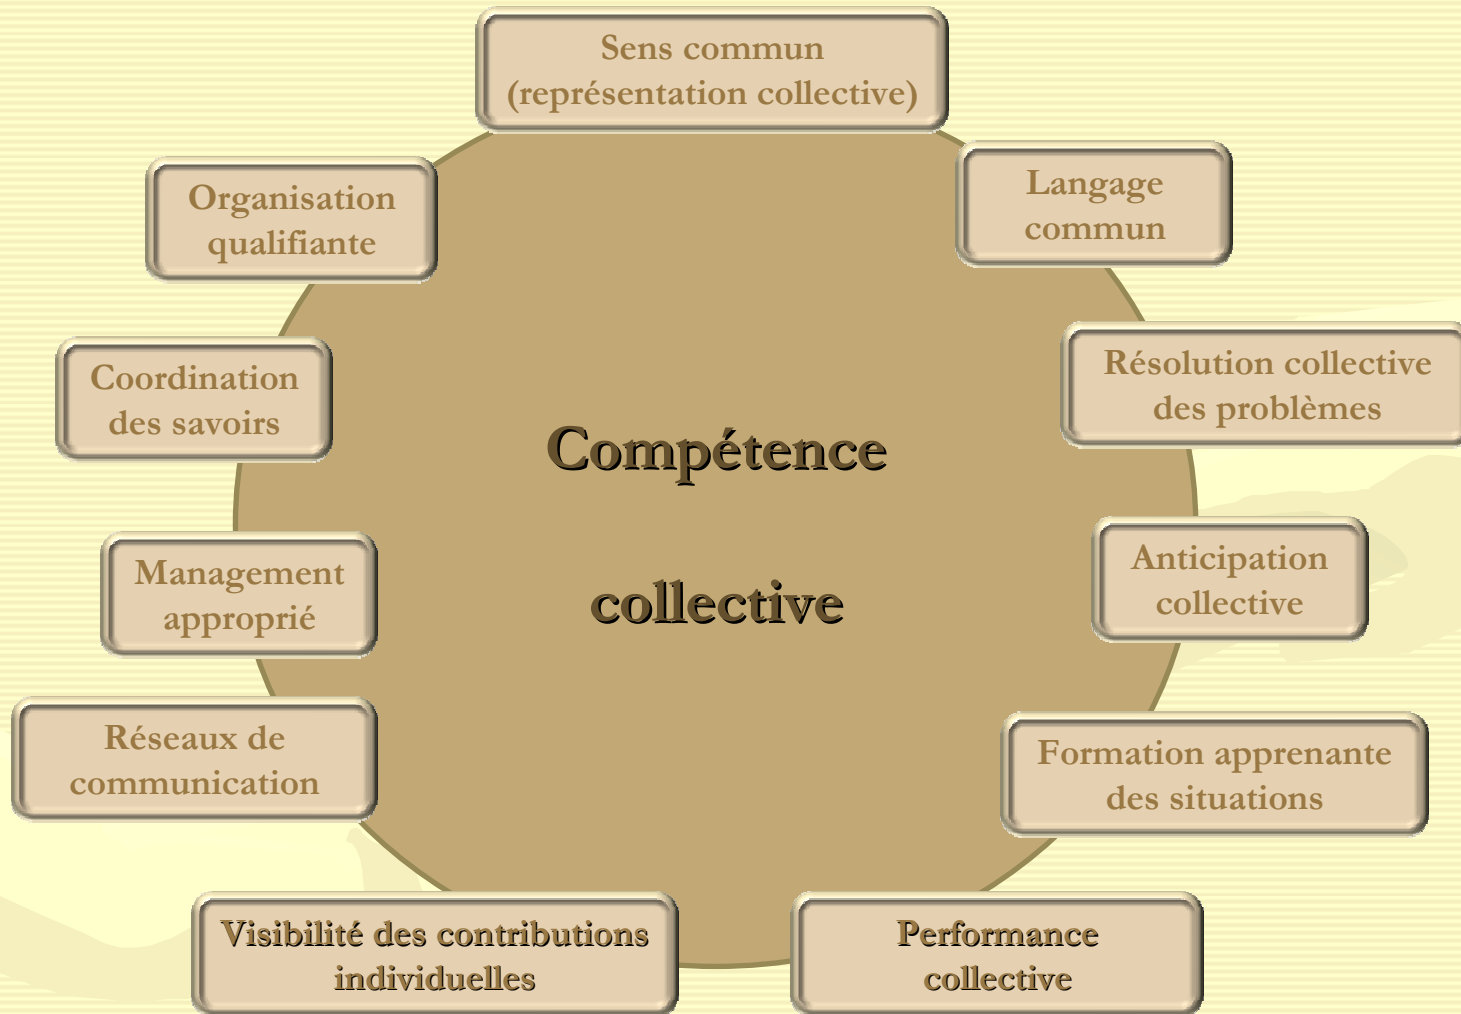 Sens commun
(représentation collective)
Langage
commun
Organisation
qualifiante
Résolution collective
des problèmes
Coordination
des savoirs
Compétence
collective
Anticipation
collective
Management
approprié
Réseaux de
communication
Formation apprenante
des situations
Visibilité des contributions
individuelles
Performance
collective